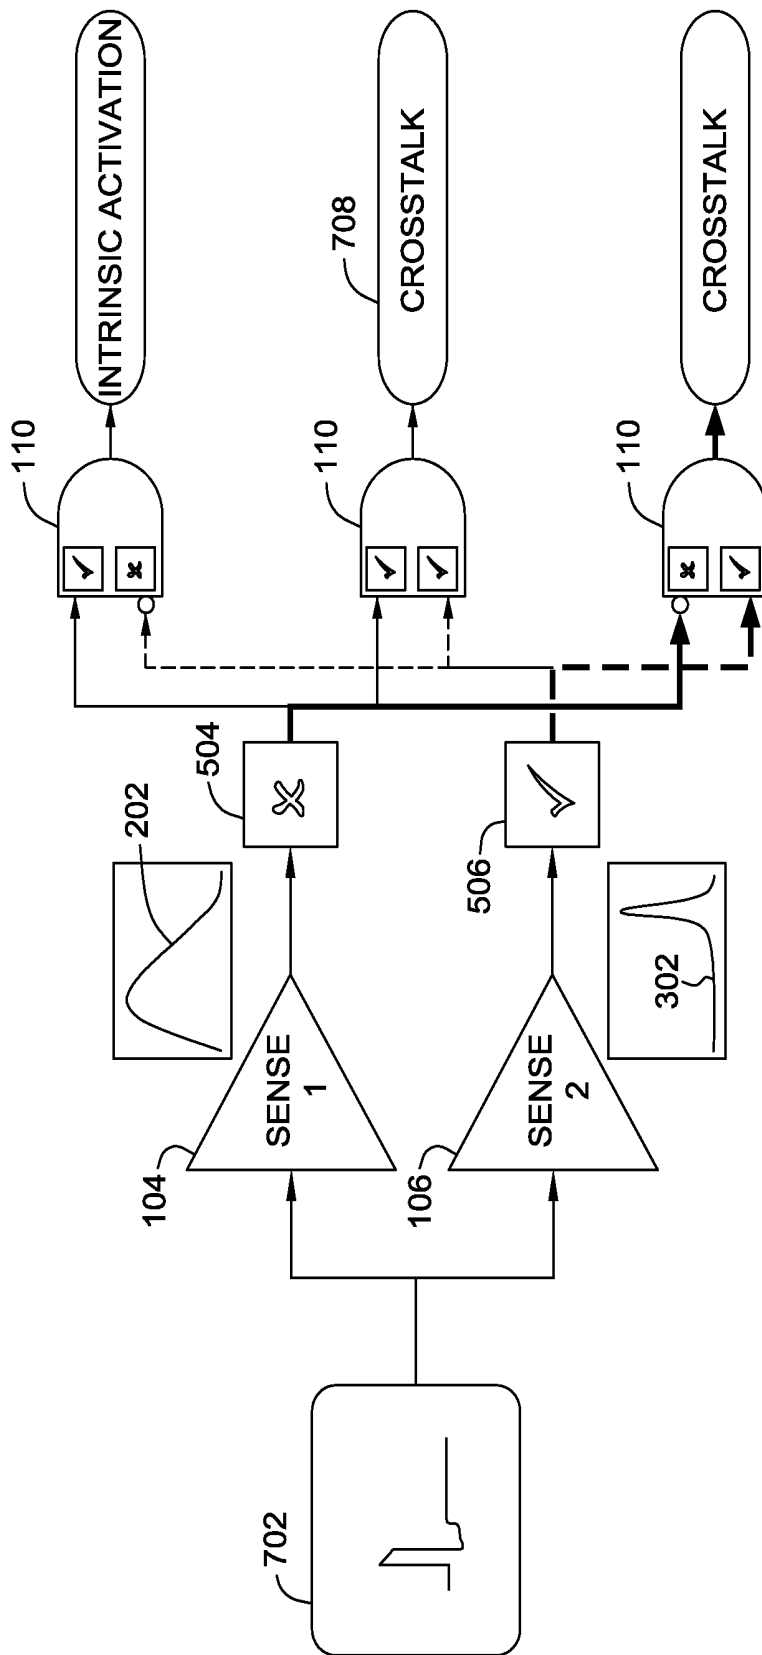 702
104
SENSE
1
202
504
106
SENSE
2
302
506
110
INTRINSIC ACTIVATION
110
708
CROSSTALK
110
CROSSTALK